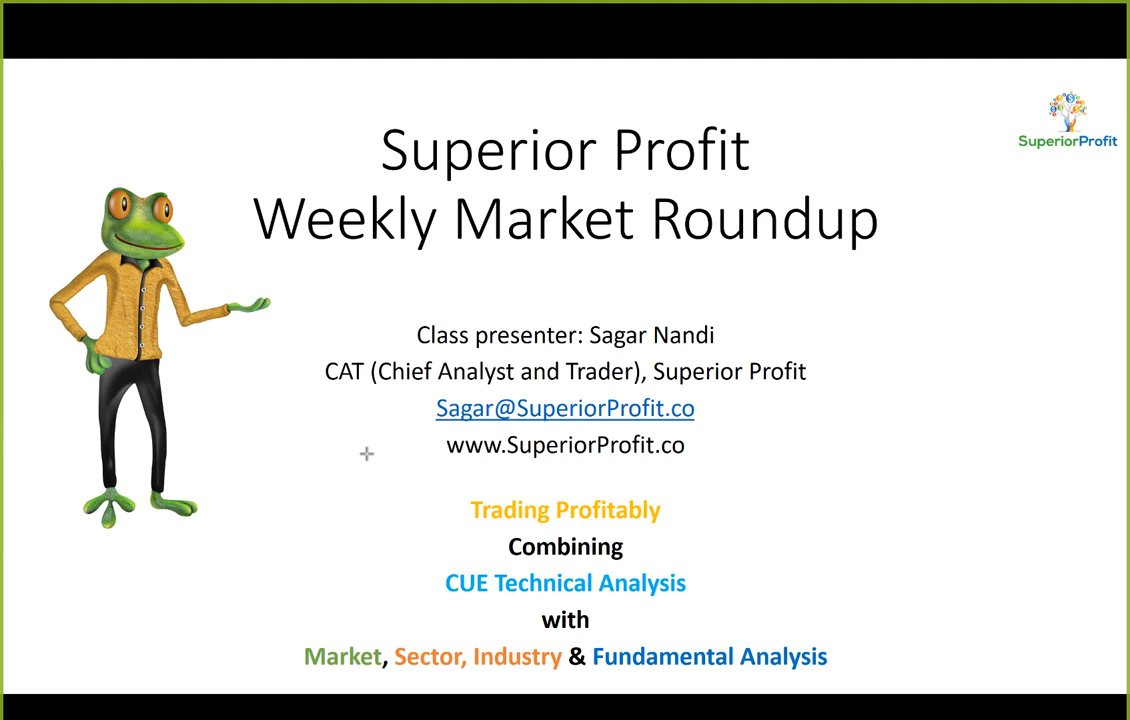 SuperiorProfit
Superior Profit
Weekly Market Roundup
Class presenter: Sagar Nandi
CAT (Chief Analyst and Trader), Superior Profit
Sagar@SuperiorProfit.co
www.SuperiorProfit.co
Trading Profitably
Combining
CUE Technical Analysis
with
Market, Sector, Industry & Fundamental Analysis